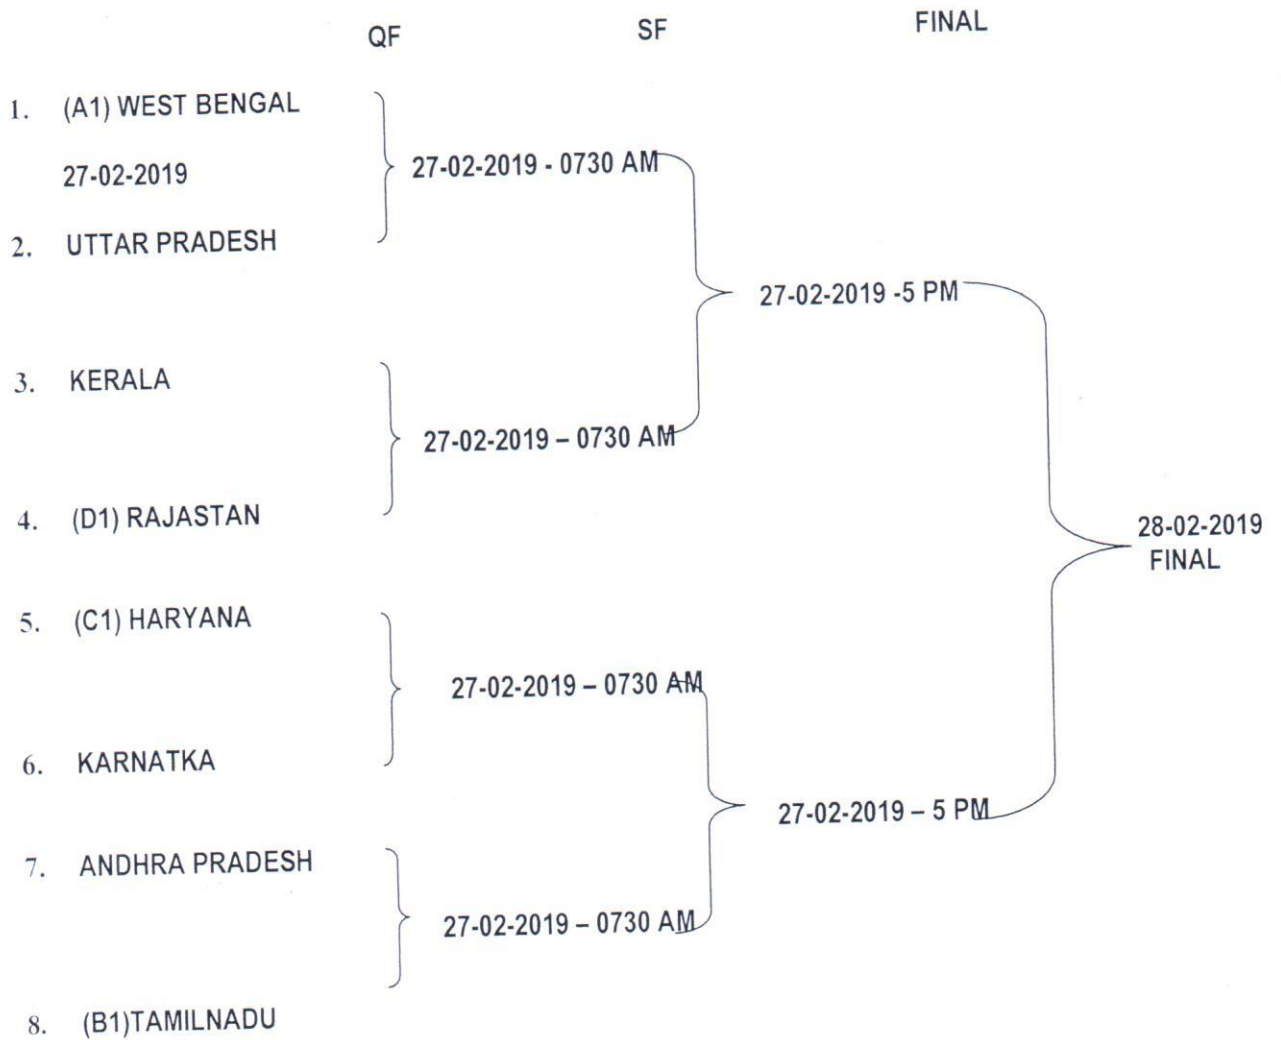 QF SF FINAL
1. (A1) WEST BENGAL
27-02-2019
27-02-2019 - 0730 AM
2. UTTAR PRADESH
27-02-2019 -5 PM
3. KERALA
27-02-2019 – 0730 AM
4. (D1) RAJASTAN
28-02-2019
FINAL
5. (C1) HARYANA
27-02-2019 – 0730 AM
6. KARNATKA
27-02-2019 – 5 PM
7. ANDHRA PRADESH
27-02-2019 – 0730 AM
8. (B1)TAMILNADU